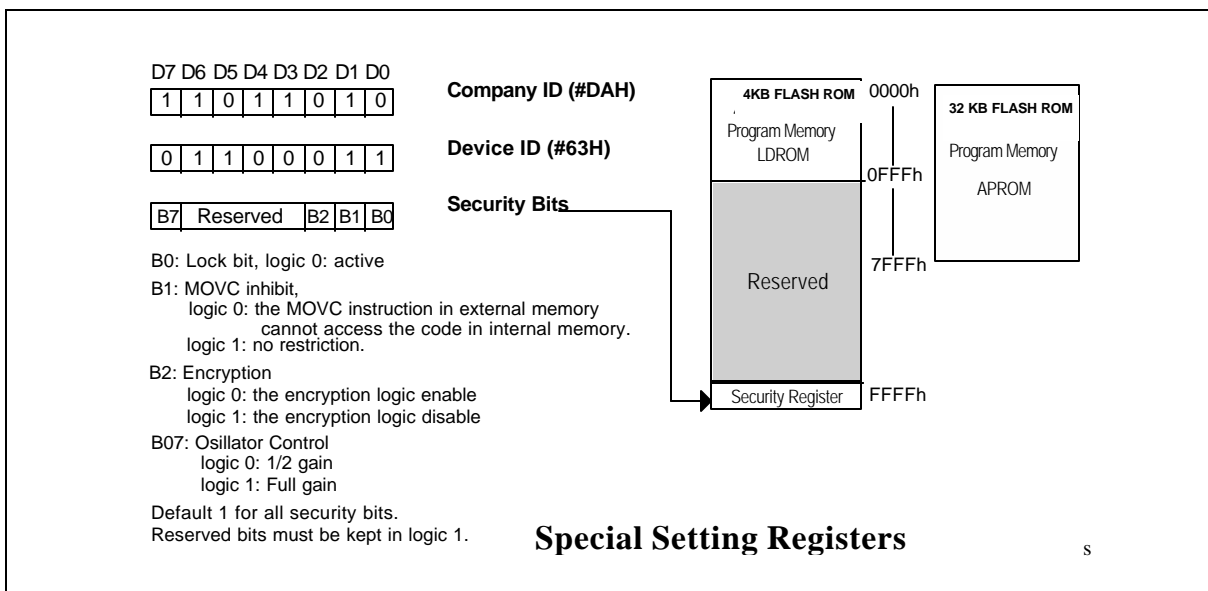 D7 D6 D5 D4 D3 D2 D1 D0
1 1 0 1 1 0 1 0
Company ID (#DAH)
0 1 1 0 0 0 1 1
Device ID (#63H)
B7 Reserved B2 B1 B0
Security Bits
B0: Lock bit, logic 0: active
B1: MOVC inhibit,
logic 0: the MOVC instruction in external memory
cannot access the code in internal memory.
logic 1: no restriction.
B2: Encryption
logic 0: the encryption logic enable
logic 1: the encryption logic disable
B07: Osillator Control
logic 0: 1/2 gain
logic 1: Full gain
Default 1 for all security bits.
Reserved bits must be kept in logic 1.
4KB FLASH ROM
Program Memory
LDROM
Reserved
Security Register
0000h
0FFFh
7FFFh
FFFFh
32 KB FLASH ROM
Program Memory
APROM
Special Setting Registers
s